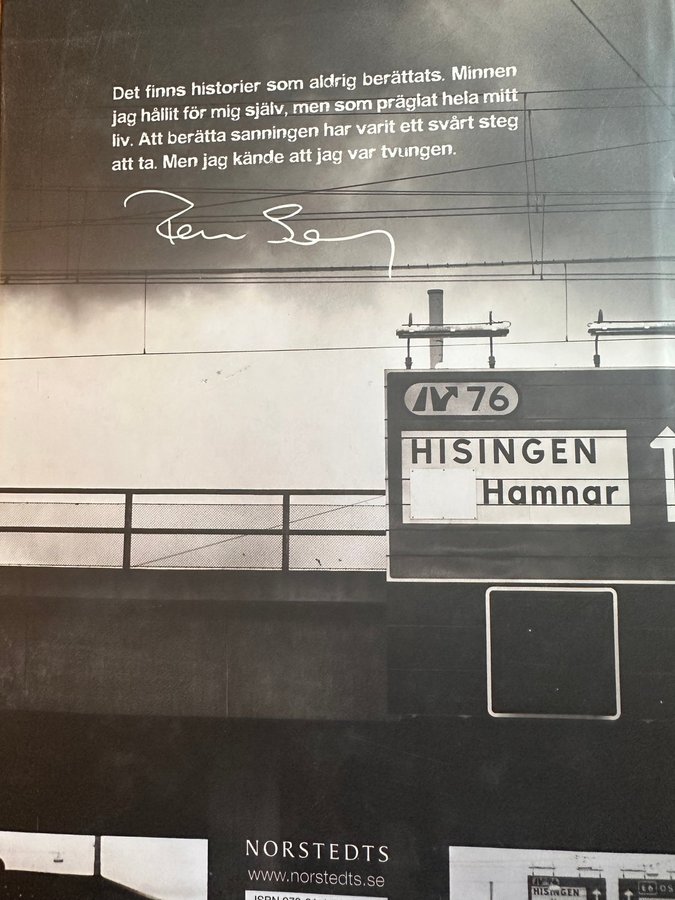 Det finns historier som aldrig berättats. Minnen
jag hållit för mig själv, men som präglat hela mitt
liv. Att berätta sanningen har varit ett svårt steg
att ta. Men jag kände att jag var tvungen.
76
HISINGEN
Hamnar
NORSTEDTS
www.norstedts.se
HISINGEN
E6